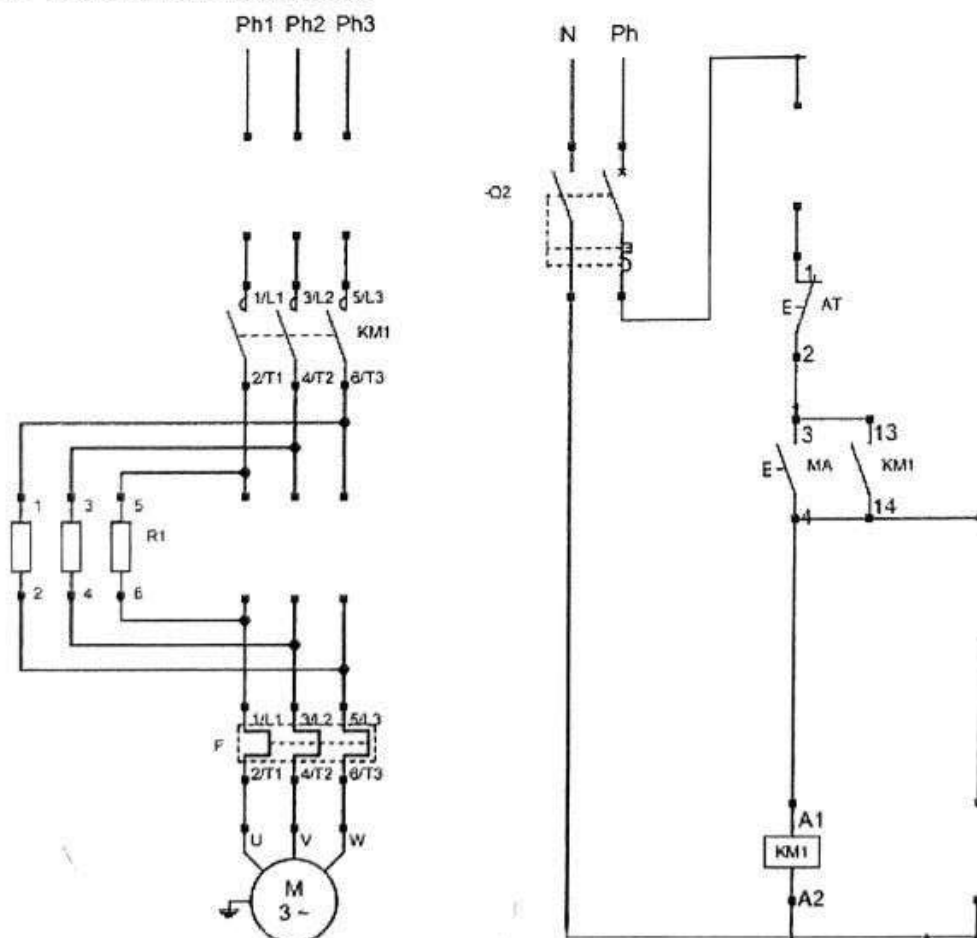 Ph1 Ph2 Ph3
N Ph
-Q2
1/L1 3/L2 5/L3
KM1
2/T1 4/T2 6/T3
1
E AT
2
3 13
E MA KM1
4 14
1 3 5
R1
2 4 6
1/L1 3/L2 5/L3
F
2/T1 4/T2 6/T3
U V W
M
3 ~
A1
KM1
A2